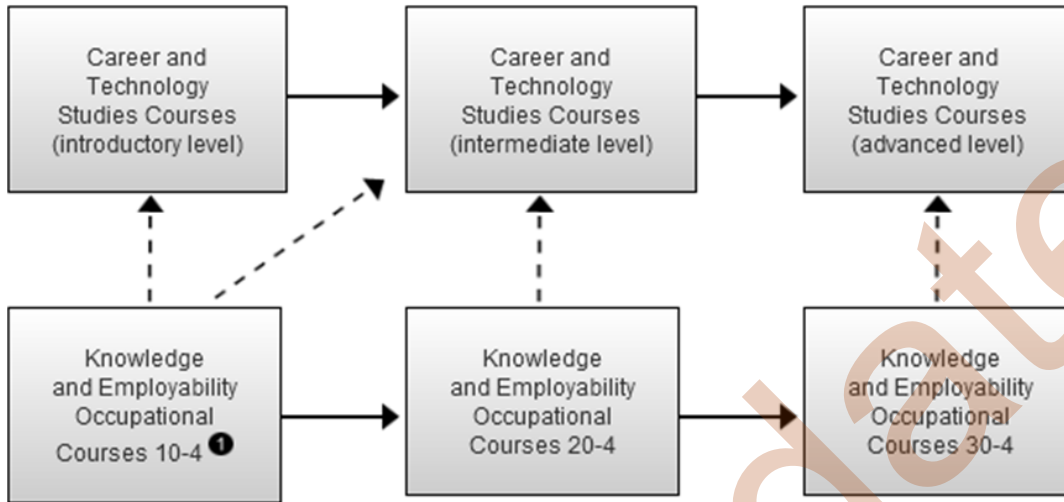 Career and
Technology
Studies Courses
(introductory level)
Career and
Technology
Studies Courses
(intermediate level)
Career and
Technology
Studies Courses
(advanced level)
Knowledge
and Employability
Occupational
Courses 10-4 ❶
Knowledge
and Employability
Occupational
Courses 20-4
Knowledge
and Employability
Occupational
Courses 30-4